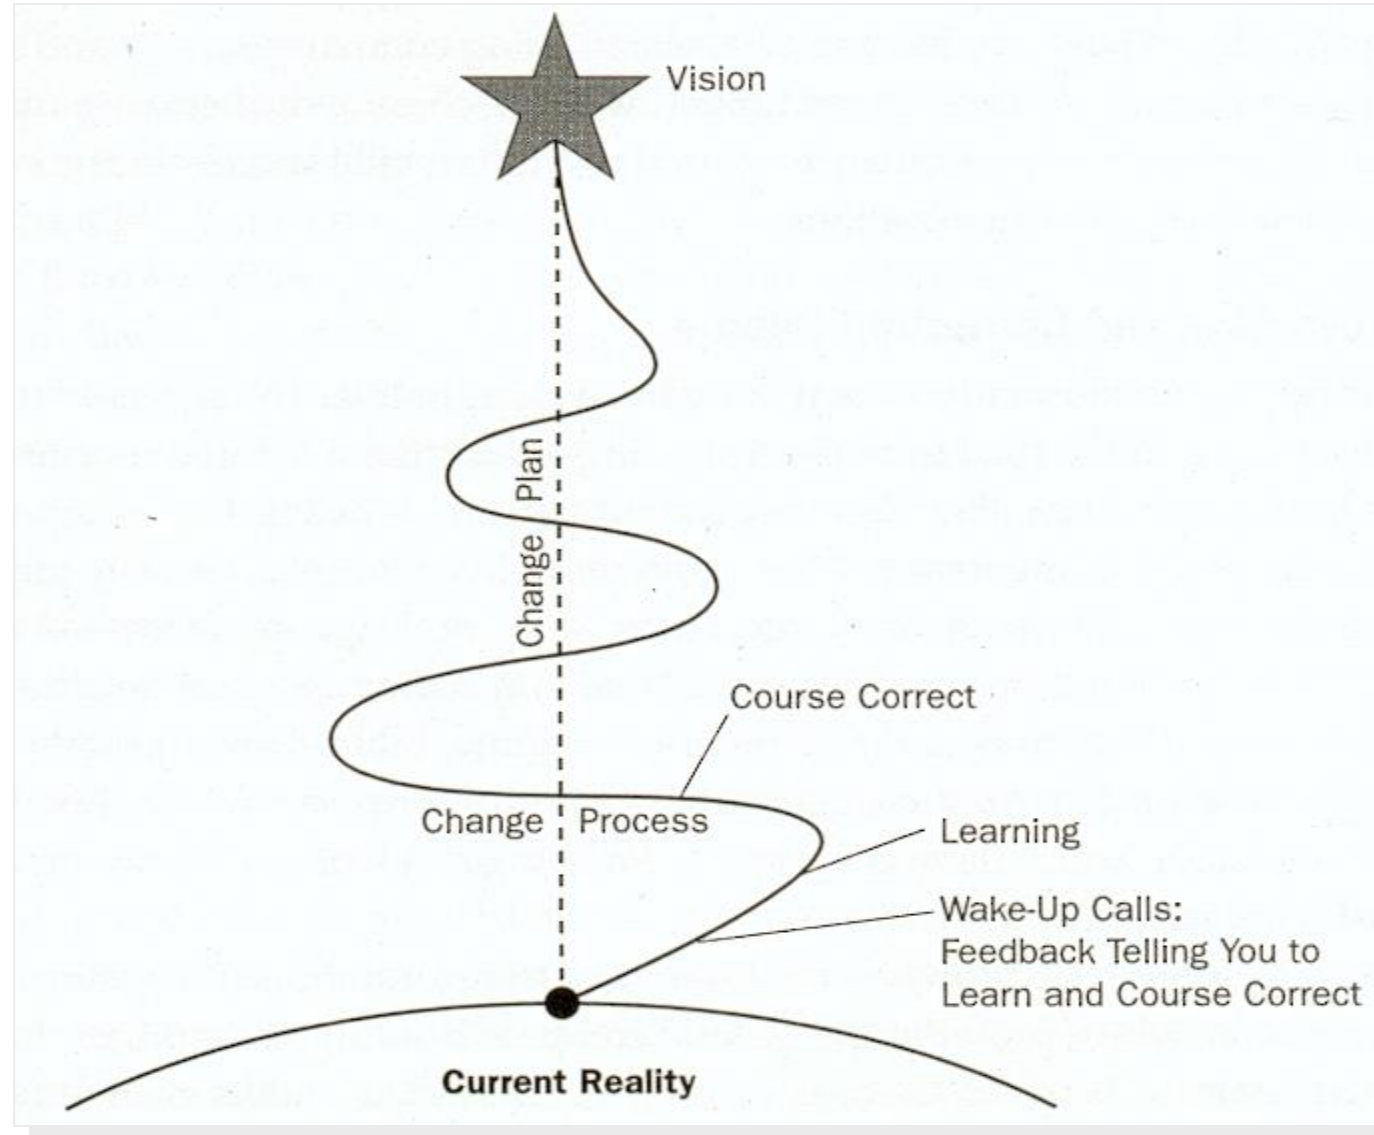 Vision
Change Plan
Course Correct
Change Process
Learning
Wake-Up Calls:
Feedback Telling You to
Learn and Course Correct
Current Reality